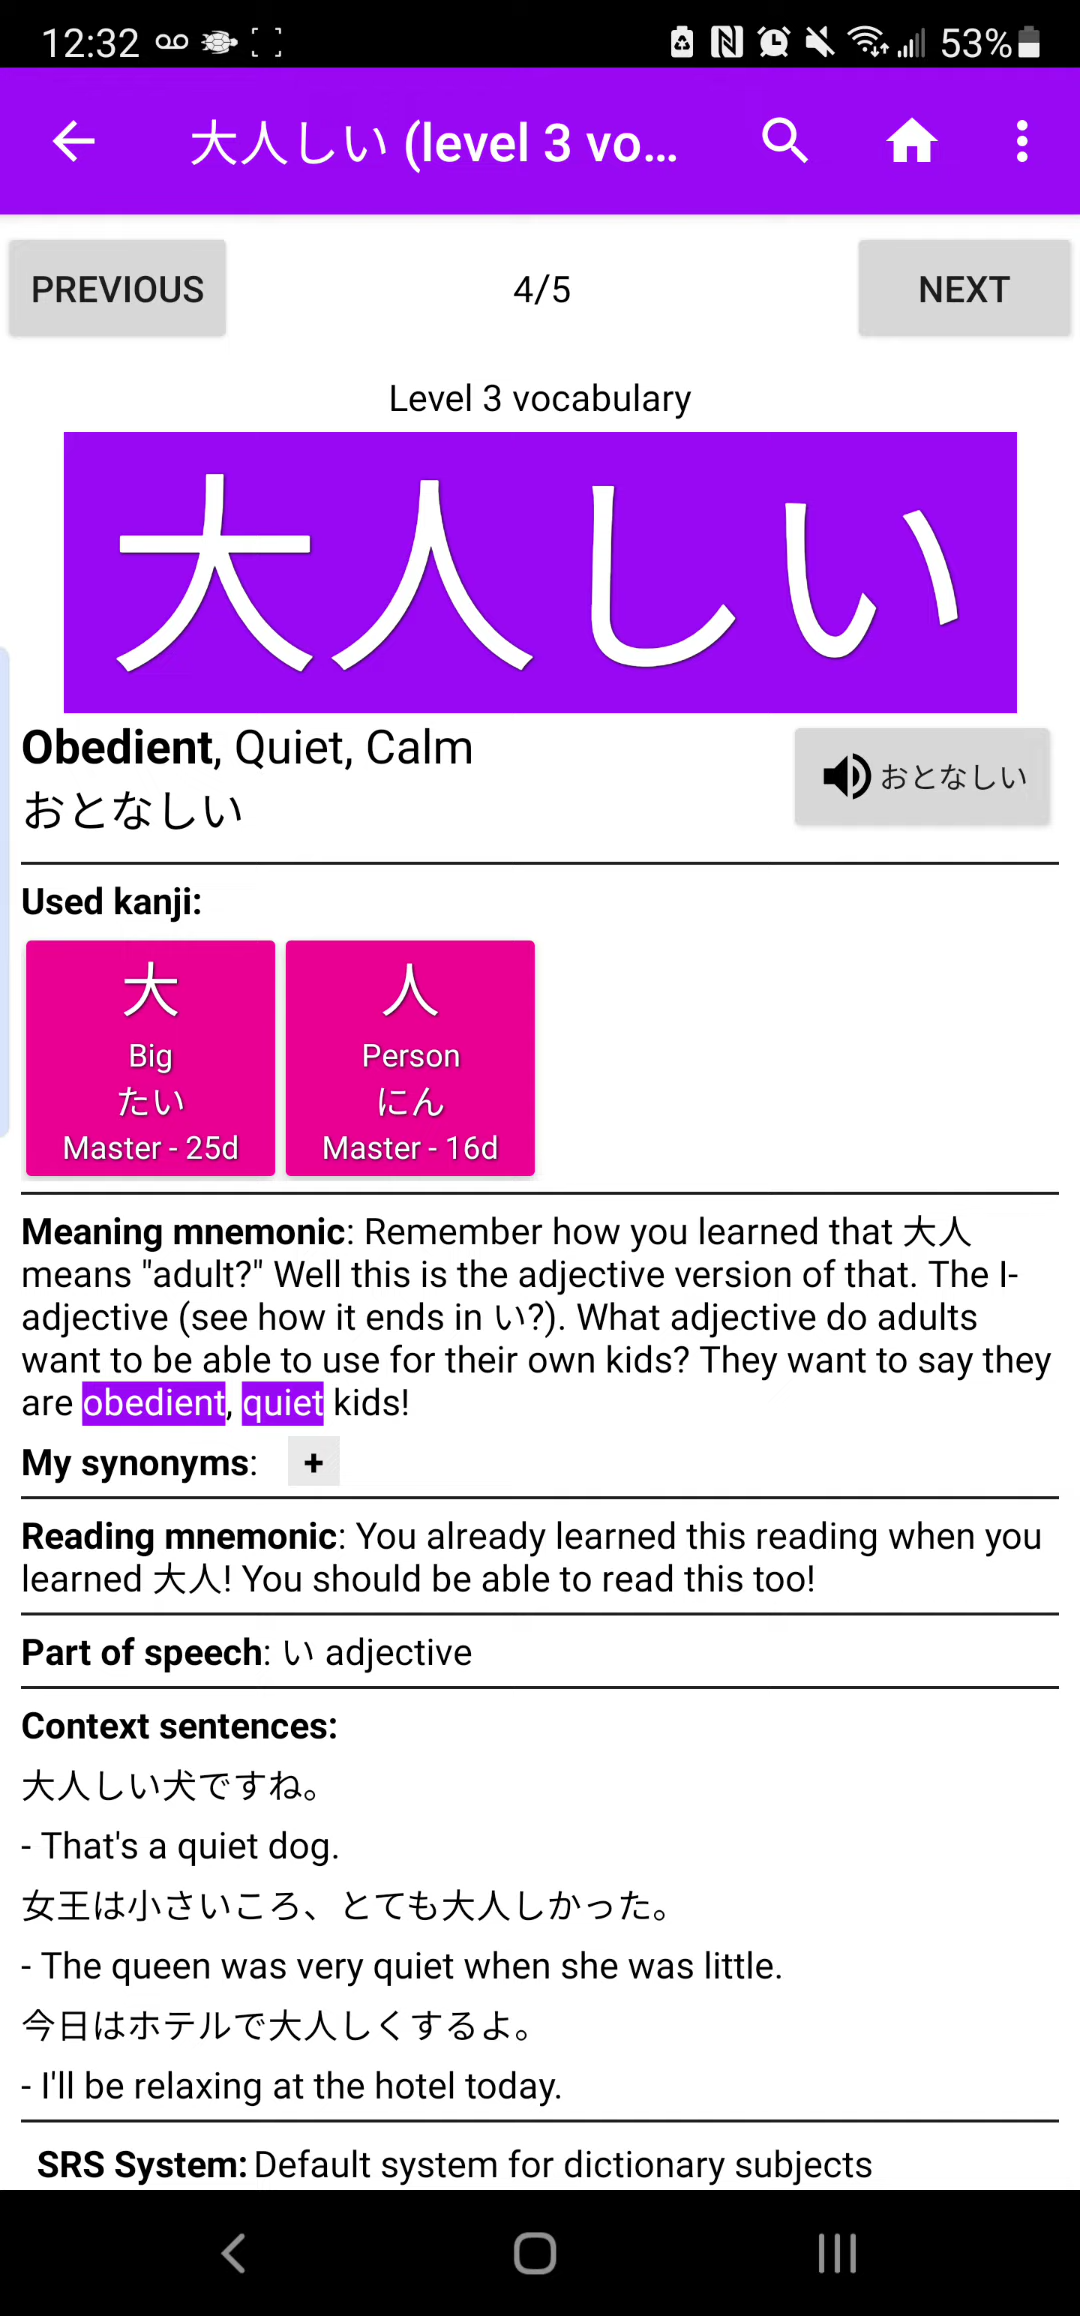 12:32 53%
大人しい (level 3 vo...
PREVIOUS 4/5 NEXT
Level 3 vocabulary
大人しい
Obedient, Quiet, Calm
おとなしい
おとなしい
Used kanji:
大 人
Big Person
たい にん
Master - 25d Master - 16d
Meaning mnemonic: Remember how you learned that 大人
means "adult?" Well this is the adjective version of that. The I-
adjective (see how it ends in い?). What adjective do adults
want to be able to use for their own kids? They want to say they
are obedient, quiet kids!
My synonyms: +
Reading mnemonic: You already learned this reading when you
learned 大人! You should be able to read this too!
Part of speech: い adjective
Context sentences:
大人しい犬ですね。
- That's a quiet dog.
女王は小さいころ、とても大人しかった。
- The queen was very quiet when she was little.
今日はホテルで大人しくするよ。
- I'll be relaxing at the hotel today.
SRS System: Default system for dictionary subjects